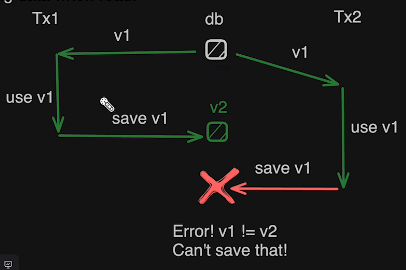 Tx1
db
Tx2
v1
v1
use v1
v2
save v1
use v1
save v1
Error! v1 != v2
Can't save that!